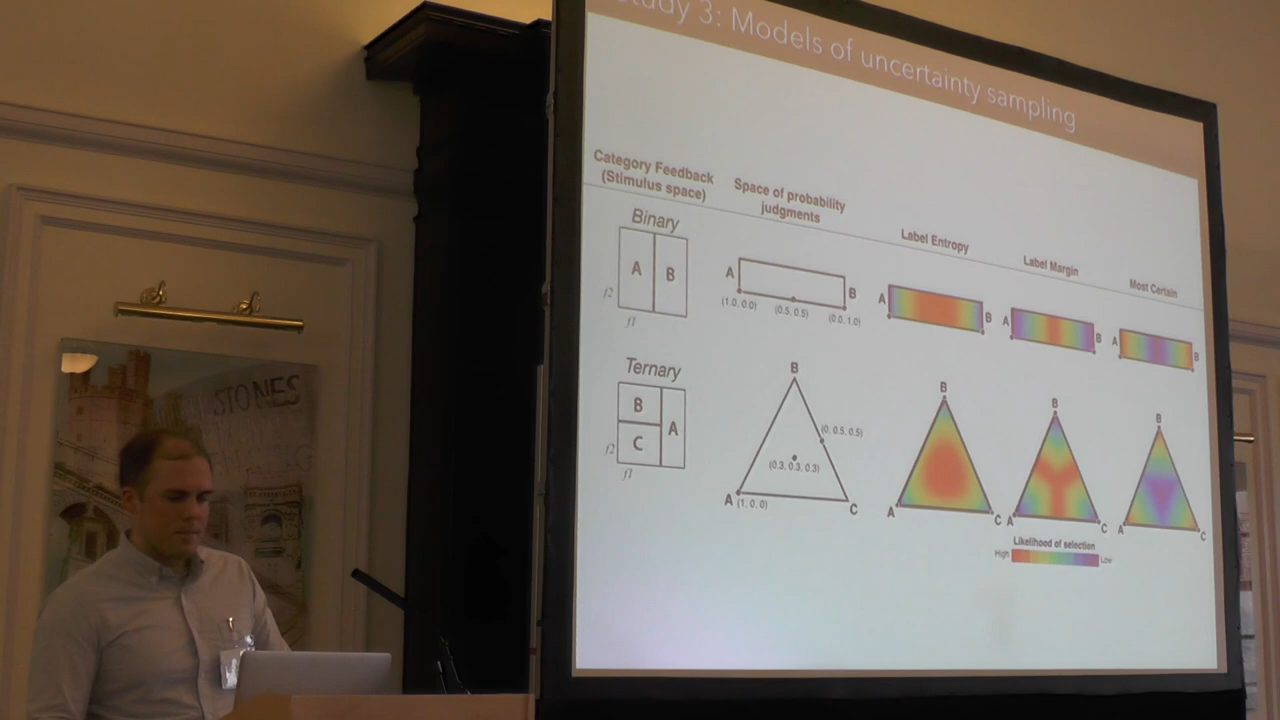 Study 3: Models of uncertainty sampling
Category Feedback
(Stimulus space)
Space of probability
judgments
Label Entropy
Label Margin
Most Certain
Binary
A B
f2
f1
A
B
(1.0, 0.0)
(0.5, 0.5)
(0.0, 1.0)
A
B
A
B
A
B
Ternary
B
C
A
f2
f1
B
(0, 0.5, 0.5)
(0.3, 0.3, 0.3)
A (1, 0, 0)
C
B
A
C
B
A
C
B
A
C
Likelihood of selection
High
Low
STONES